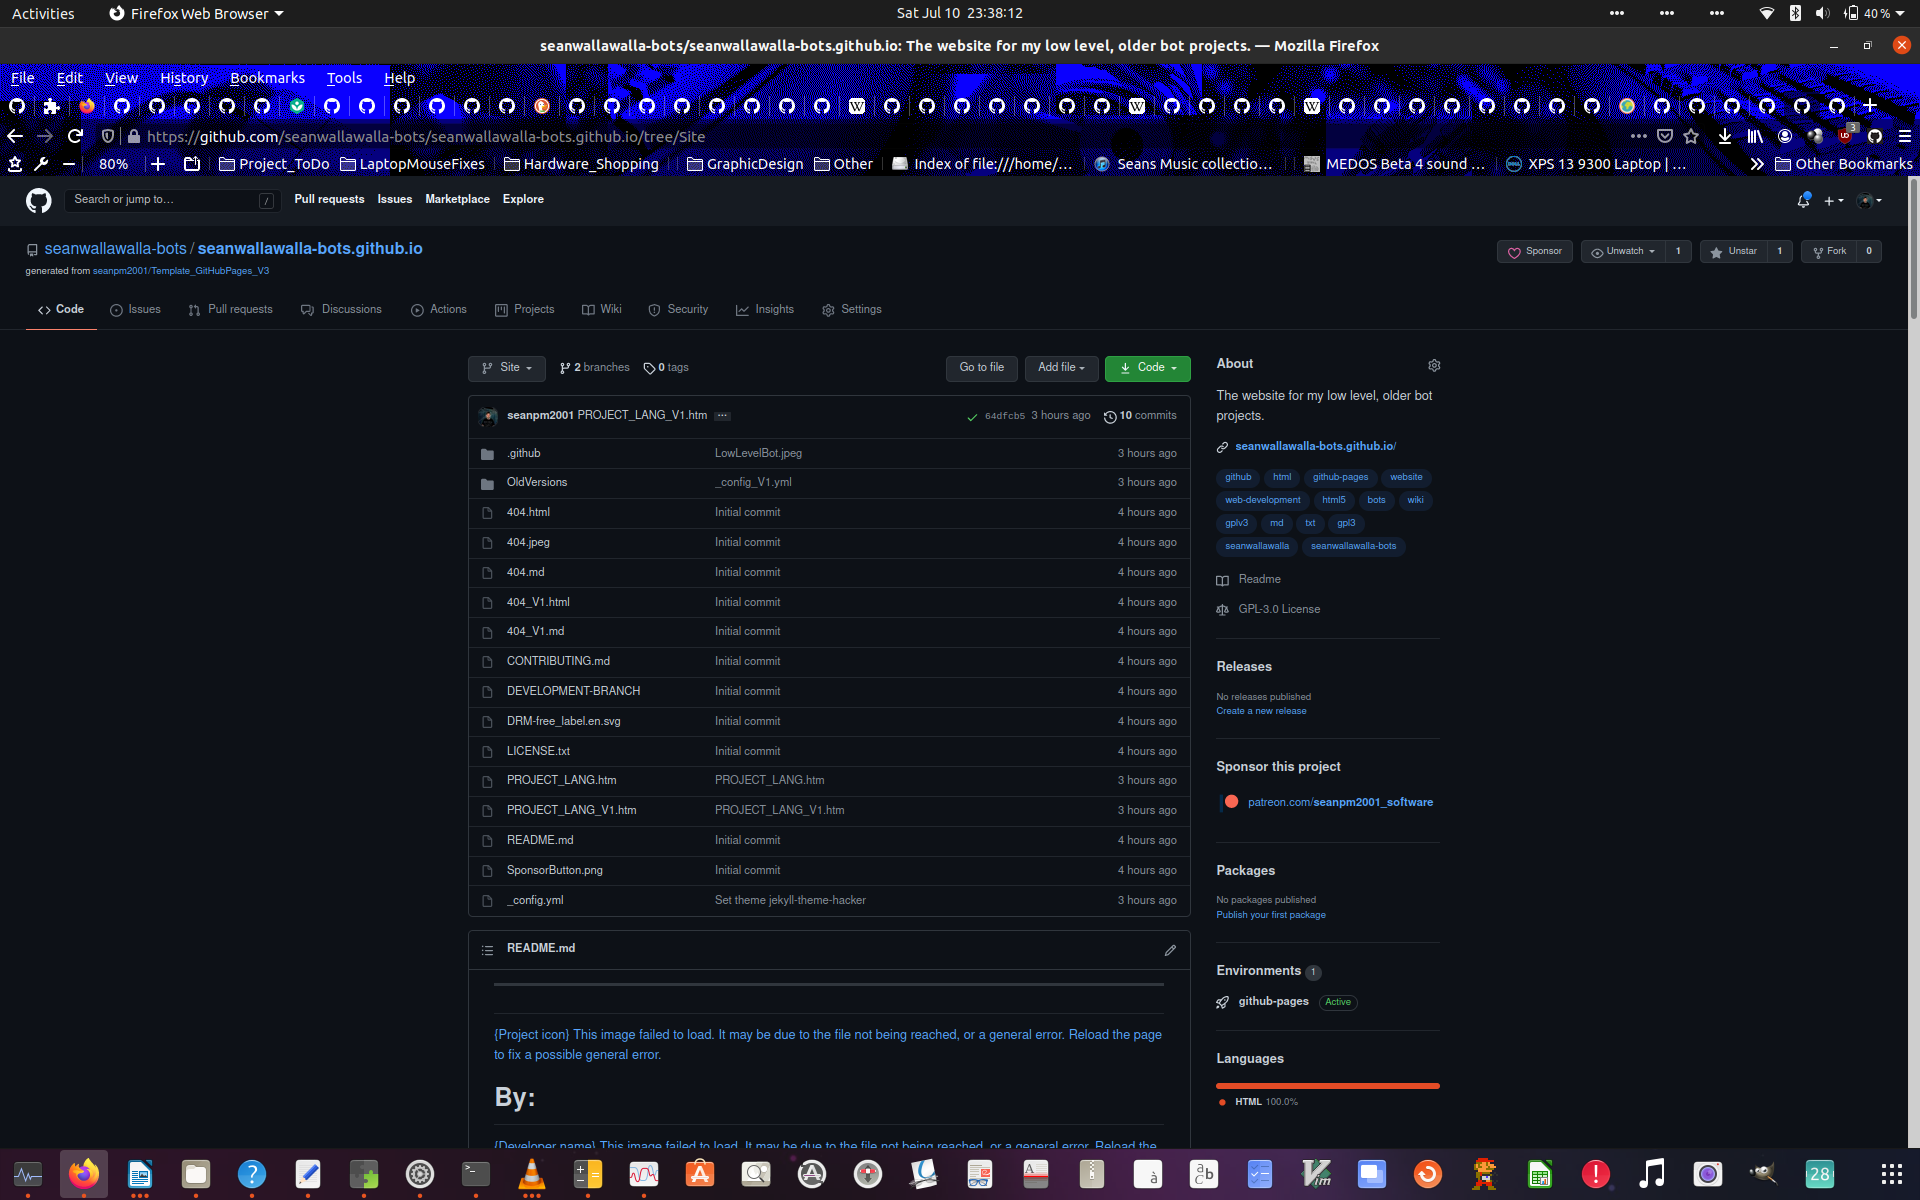 Activities Firefox Web Browser Sat Jul 10 23:38:12 40 %
seanwallawalla-bots/seanwallawalla-bots.github.io: The website for my low level, older bot projects. — Mozilla Firefox
File Edit View History Bookmarks Tools Help
https://github.com/seanwallawalla-bots/seanwallawalla-bots.github.io/tree/Site 3
80% Project_ToDo LaptopMouseFixes Hardware_Shopping GraphicDesign Other Index of file:///home/… Seans Music collectio… MEDOS Beta 4 sound … XPS 13 9300 Laptop | … Other Bookmarks
Search or jump to… / Pull requests Issues Marketplace Explore
seanwallawalla-bots / seanwallawalla-bots.github.io
generated from seanpm2001/Template_GitHubPages_V3
Sponsor Unwatch 1 Unstar 1 Fork 0
Code Issues Pull requests Discussions Actions Projects Wiki Security Insights Settings
Site 2 branches 0 tags Go to file Add file Code
seanpm2001 PROJECT_LANG_V1.htm ... 64dfcb5 3 hours ago 10 commits
.github LowLevelBot.jpeg 3 hours ago
OldVersions _config_V1.yml 3 hours ago
404.html Initial commit 4 hours ago
404.jpeg Initial commit 4 hours ago
404.md Initial commit 4 hours ago
404_V1.html Initial commit 4 hours ago
404_V1.md Initial commit 4 hours ago
CONTRIBUTING.md Initial commit 4 hours ago
DEVELOPMENT-BRANCH Initial commit 4 hours ago
DRM-free_label.en.svg Initial commit 4 hours ago
LICENSE.txt Initial commit 4 hours ago
PROJECT_LANG.htm PROJECT_LANG.htm 3 hours ago
PROJECT_LANG_V1.htm PROJECT_LANG_V1.htm 3 hours ago
README.md Initial commit 4 hours ago
SponsorButton.png Initial commit 4 hours ago
_config.yml Set theme jekyll-theme-hacker 3 hours ago
README.md
{Project icon} This image failed to load. It may be due to the file not being reached, or a general error. Reload the page
to fix a possible general error.
By:
{Developer name} This image failed to load. It may be due to the file not being reached, or a general error. Reload the
About
The website for my low level, older bot
projects.
seanwallawalla-bots.github.io/
github html github-pages website
web-development html5 bots wiki
gplv3 md txt gpl3
seanwallawalla seanwallawalla-bots
Readme
GPL-3.0 License
Releases
No releases published
Create a new release
Sponsor this project
patreon.com/seanpm2001_software
Packages
No packages published
Publish your first package
Environments 1
github-pages Active
Languages
HTML 100.0%
28